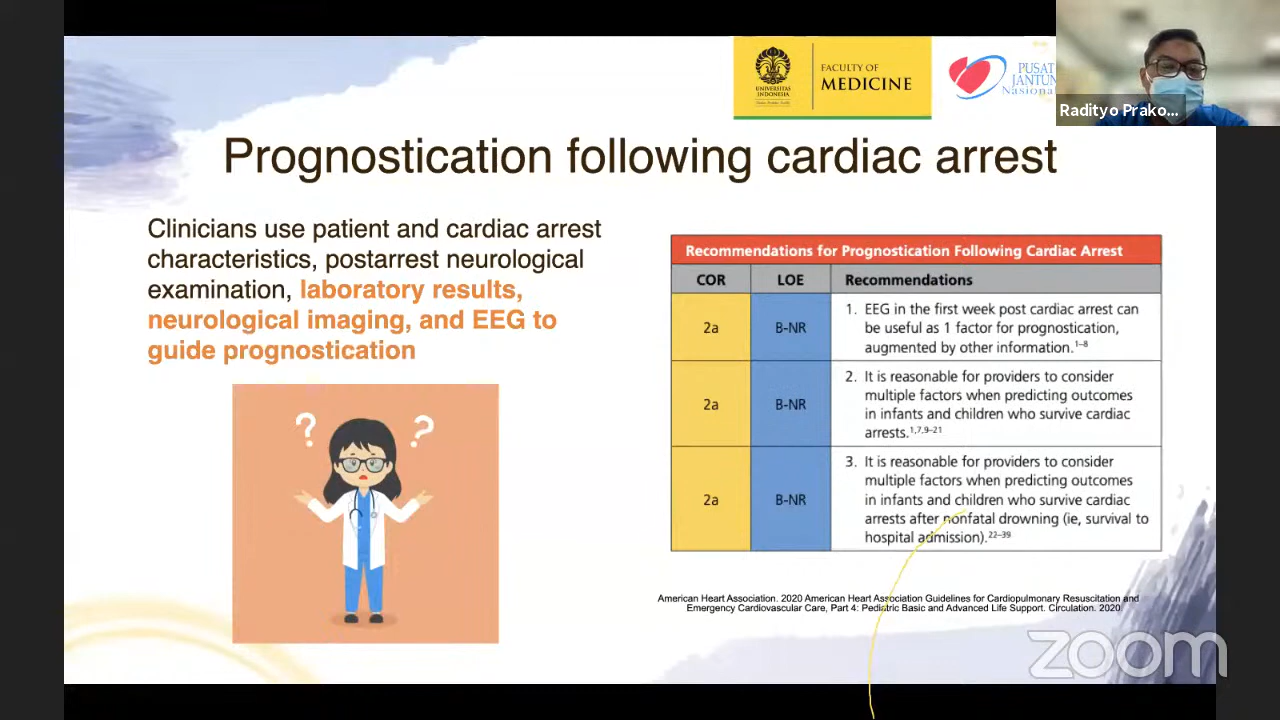 UNIVERSITAS
INDONESIA
FACULTY OF
MEDICINE
PUSAT
JANTUN
Nasional
Radityo Prako...
Prognostication following cardiac arrest
Clinicians use patient and cardiac arrest
characteristics, postarrest neurological
examination, laboratory results,
neurological imaging, and EEG to
guide prognostication
? ?
Recommendations for Prognostication Following Cardiac Arrest
COR LOE Recommendations
2a B-NR 1. EEG in the first week post cardiac arrest can
be useful as 1 factor for prognostication,
augmented by other information.1–8
2a B-NR 2. It is reasonable for providers to consider
multiple factors when predicting outcomes
in infants and children who survive cardiac
arrests.1,7,9–21
2a B-NR 3. It is reasonable for providers to consider
multiple factors when predicting outcomes
in infants and children who survive cardiac
arrests after nonfatal drowning (ie, survival to
hospital admission).22–39
American Heart Association. 2020 American Heart Association Guidelines for Cardiopulmonary Resuscitation and
Emergency Cardiovascular Care, Part 4: Pediatric Basic and Advanced Life Support. Circulation. 2020
zoom